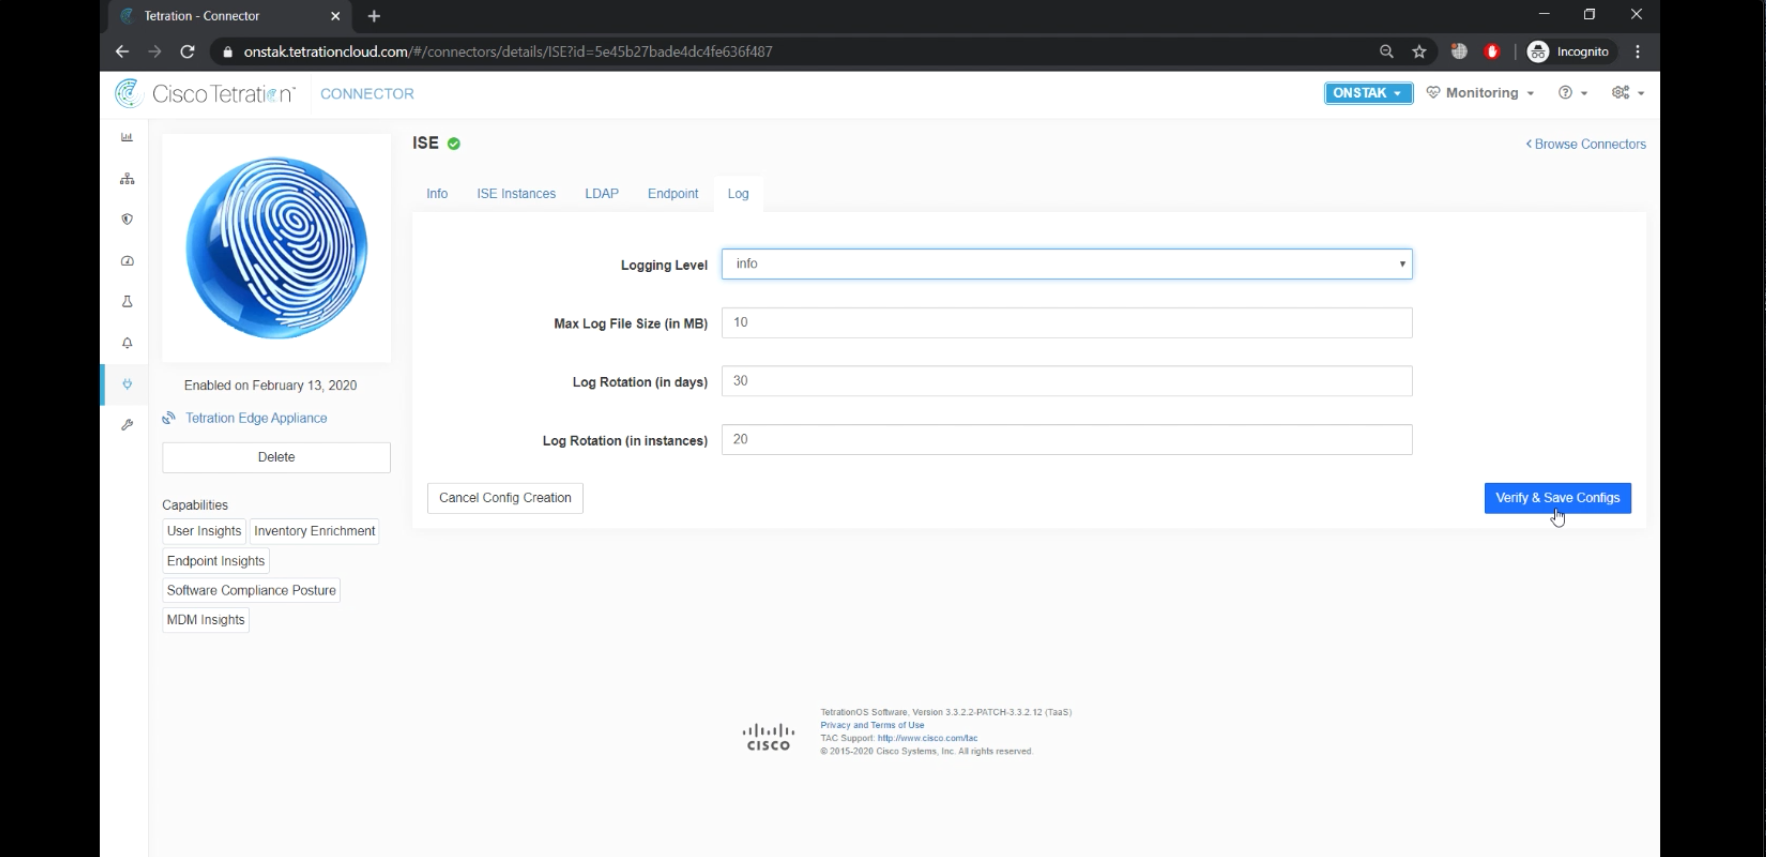 Tetration - Connector
onstak.tetrationcloud.com/#/connectors/details/ISE?id=5e45b27bade4dc4fe636f487
Incognito
Cisco Tetration™ CONNECTOR
ONSTAK
Monitoring
ISE
Browse Connectors
Info ISE Instances LDAP Endpoint Log
Logging Level info
Max Log File Size (in MB) 10
Log Rotation (in days) 30
Log Rotation (in instances) 20
Cancel Config Creation
Verify & Save Configs
Enabled on February 13, 2020
Tetration Edge Appliance
Delete
Capabilities
User Insights Inventory Enrichment
Endpoint Insights
Software Compliance Posture
MDM Insights
CISCO
TetrationOS Software, Version 3.3.2.2-PATCH-3.3.2.12 (TaaS)
Privacy and Terms of Use
TAC Support: http://www.cisco.com/tac
© 2015-2020 Cisco Systems, Inc. All rights reserved.